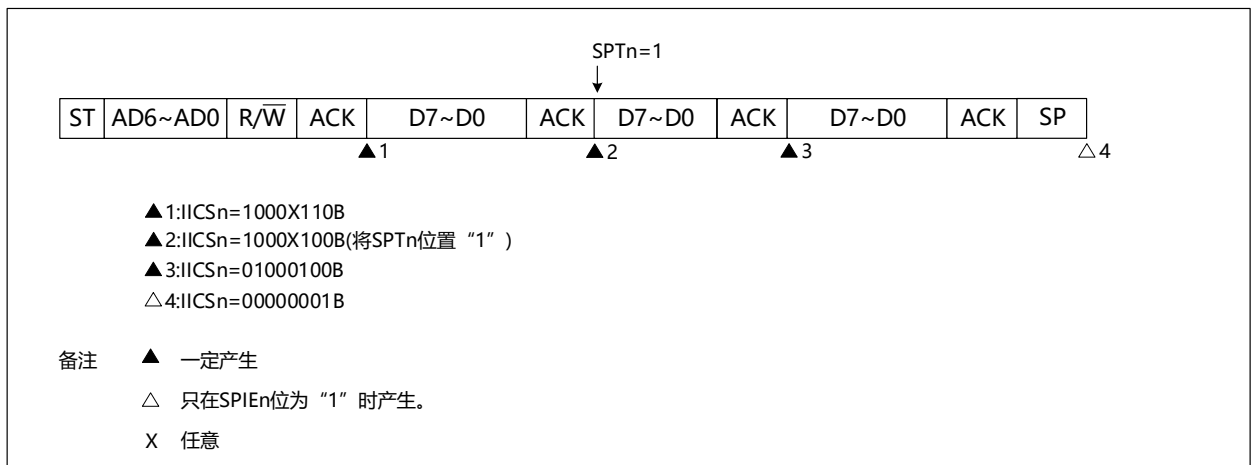 SPTn=1
ST AD6~AD0 R/W̅ ACK D7~D0 ACK D7~D0 ACK D7~D0 ACK SP
▲1 ▲2 ▲3 △4
▲1:IICSn=1000X110B
▲2:IICSn=1000X100B(将SPTn位置“1”)
▲3:IICSn=01000100B
△4:IICSn=00000001B
备注 ▲ 一定产生
△ 只在SPIEn位为“1”时产生。
X 任意